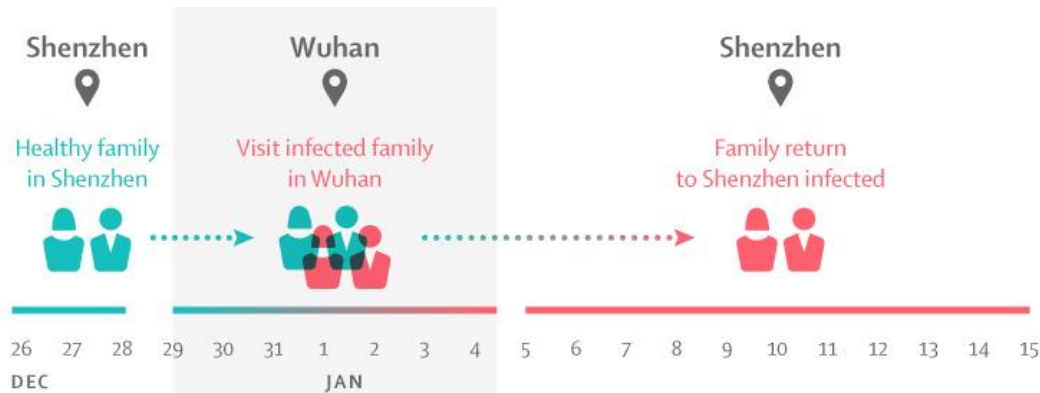 Shenzhen
Wuhan
Shenzhen
Healthy family
in Shenzhen
Visit infected family
in Wuhan
Family return
to Shenzhen infected
26 27 28 29 30 31 1 2 3 4 5 6 7 8 9 10 11 12 13 14 15
DEC JAN